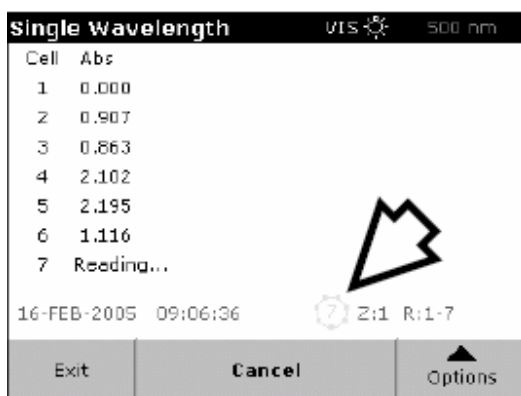 Single Wavelength VIS 500 nm
Cell Abs
1 0.000
2 0.907
3 0.863
4 2.102
5 2.195
6 1.116
7 Reading...
16-FEB-2005 09:06:36 7 Z:1 R:1-7
Exit Cancel Options